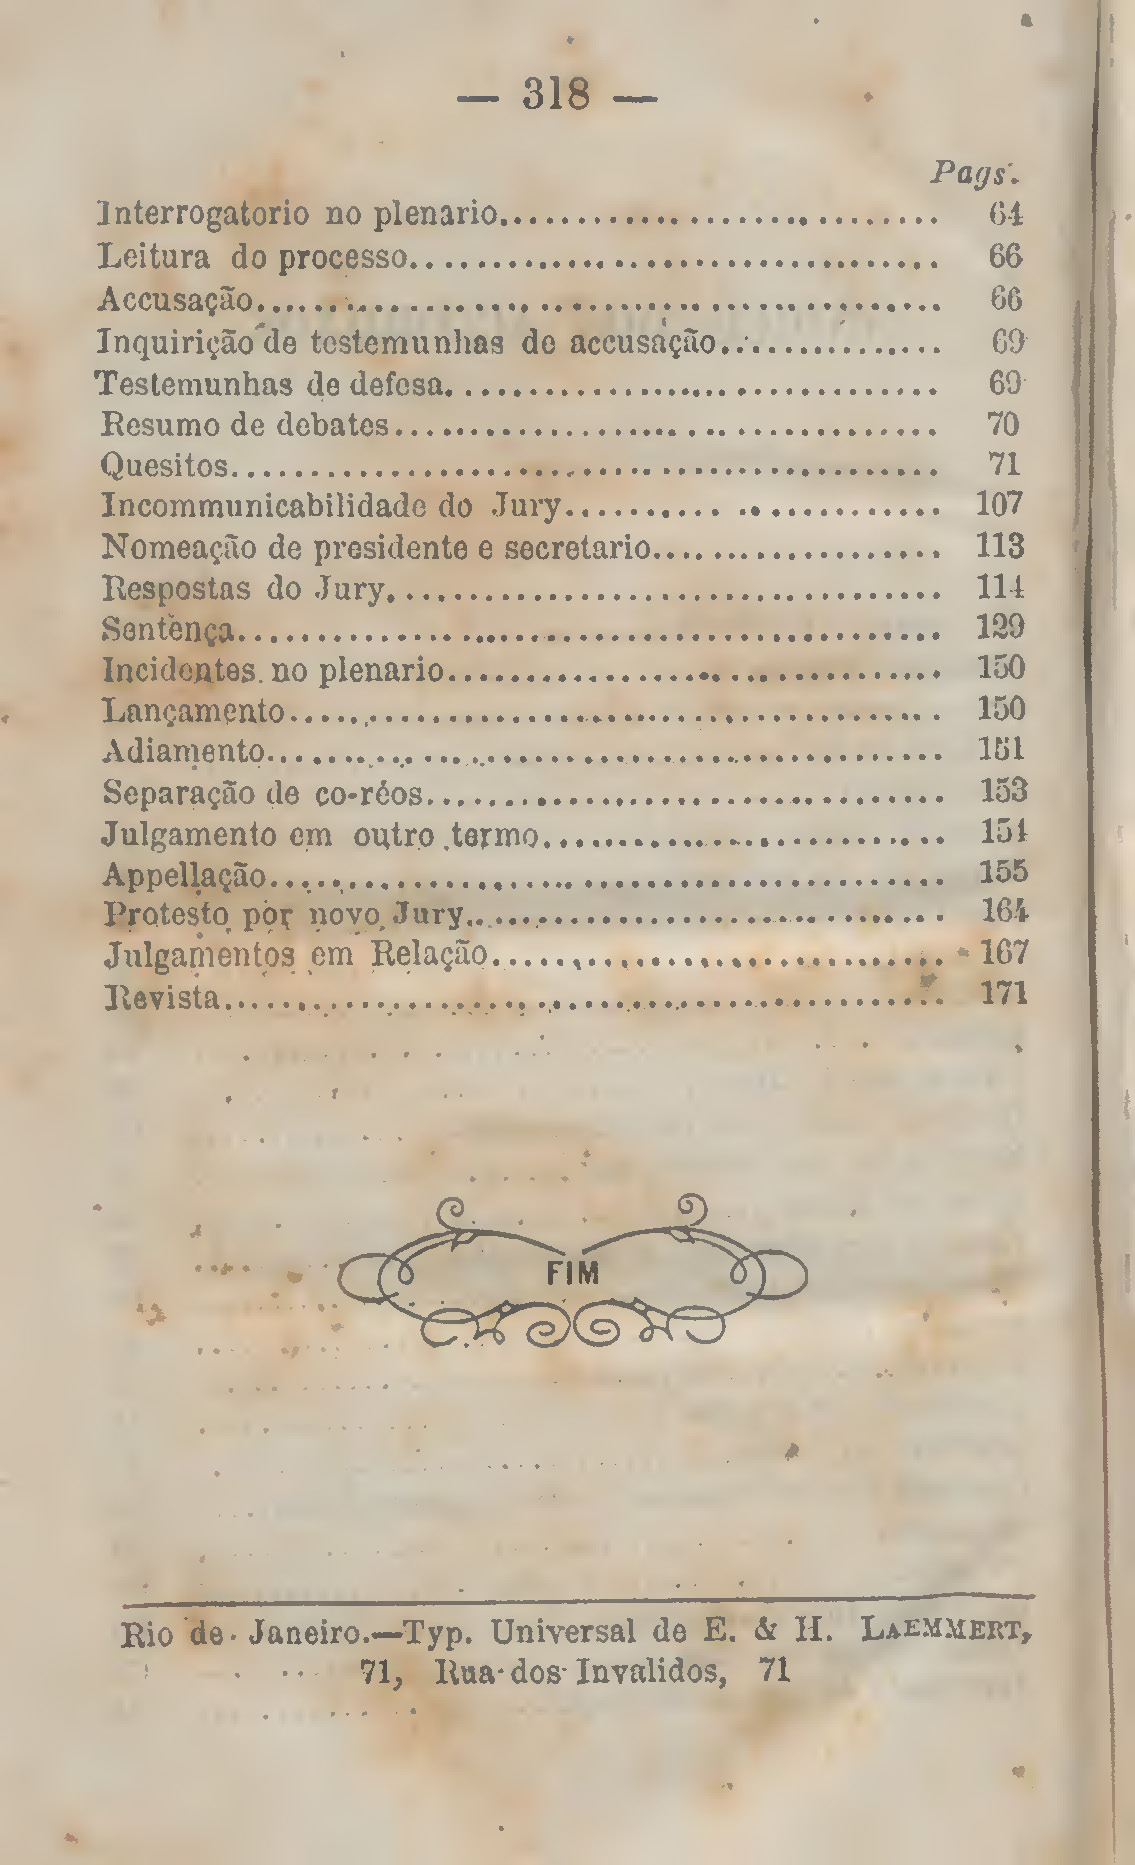 — 318 —
Pags.
Interrogatorio no plenario................................ 64
Leitura do processo................................ 66
Accusação................................ 66
Inquirição de testemunhas de accusação................ 69
Testemunhas de defesa................................ 69
Resumo de debates................................ 70
Quesitos................................ 71
Incommunicabilidade do Jury........................ 107
Nomeação de presidente e secretario.................. 113
Respostas do Jury................................ 114
Sentença................................ 129
Incidentes no plenario................................ 150
Lançamento................................ 150
Adiamento................................ 151
Separação de co-réos................................ 153
Julgamento em outro termo........................ 154
Appellação................................ 155
Protesto por novo Jury............................ 164
Julgamentos em Relação............................ 167
Revista................................ 171
FIM
Rio de Janeiro.—Typ. Universal de E. & H. LAEMMERT,
71, Rua dos Invalidos, 71